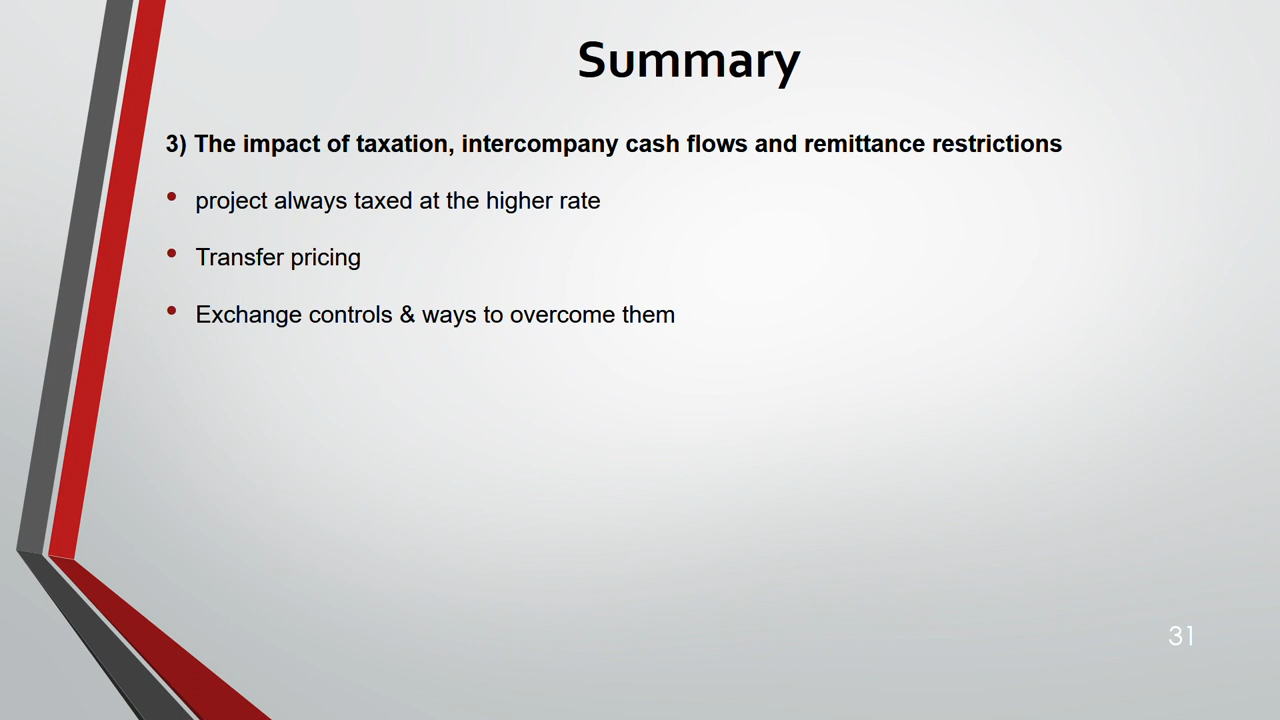 Summary
3) The impact of taxation, intercompany cash flows and remittance restrictions
• project always taxed at the higher rate
• Transfer pricing
• Exchange controls & ways to overcome them
31